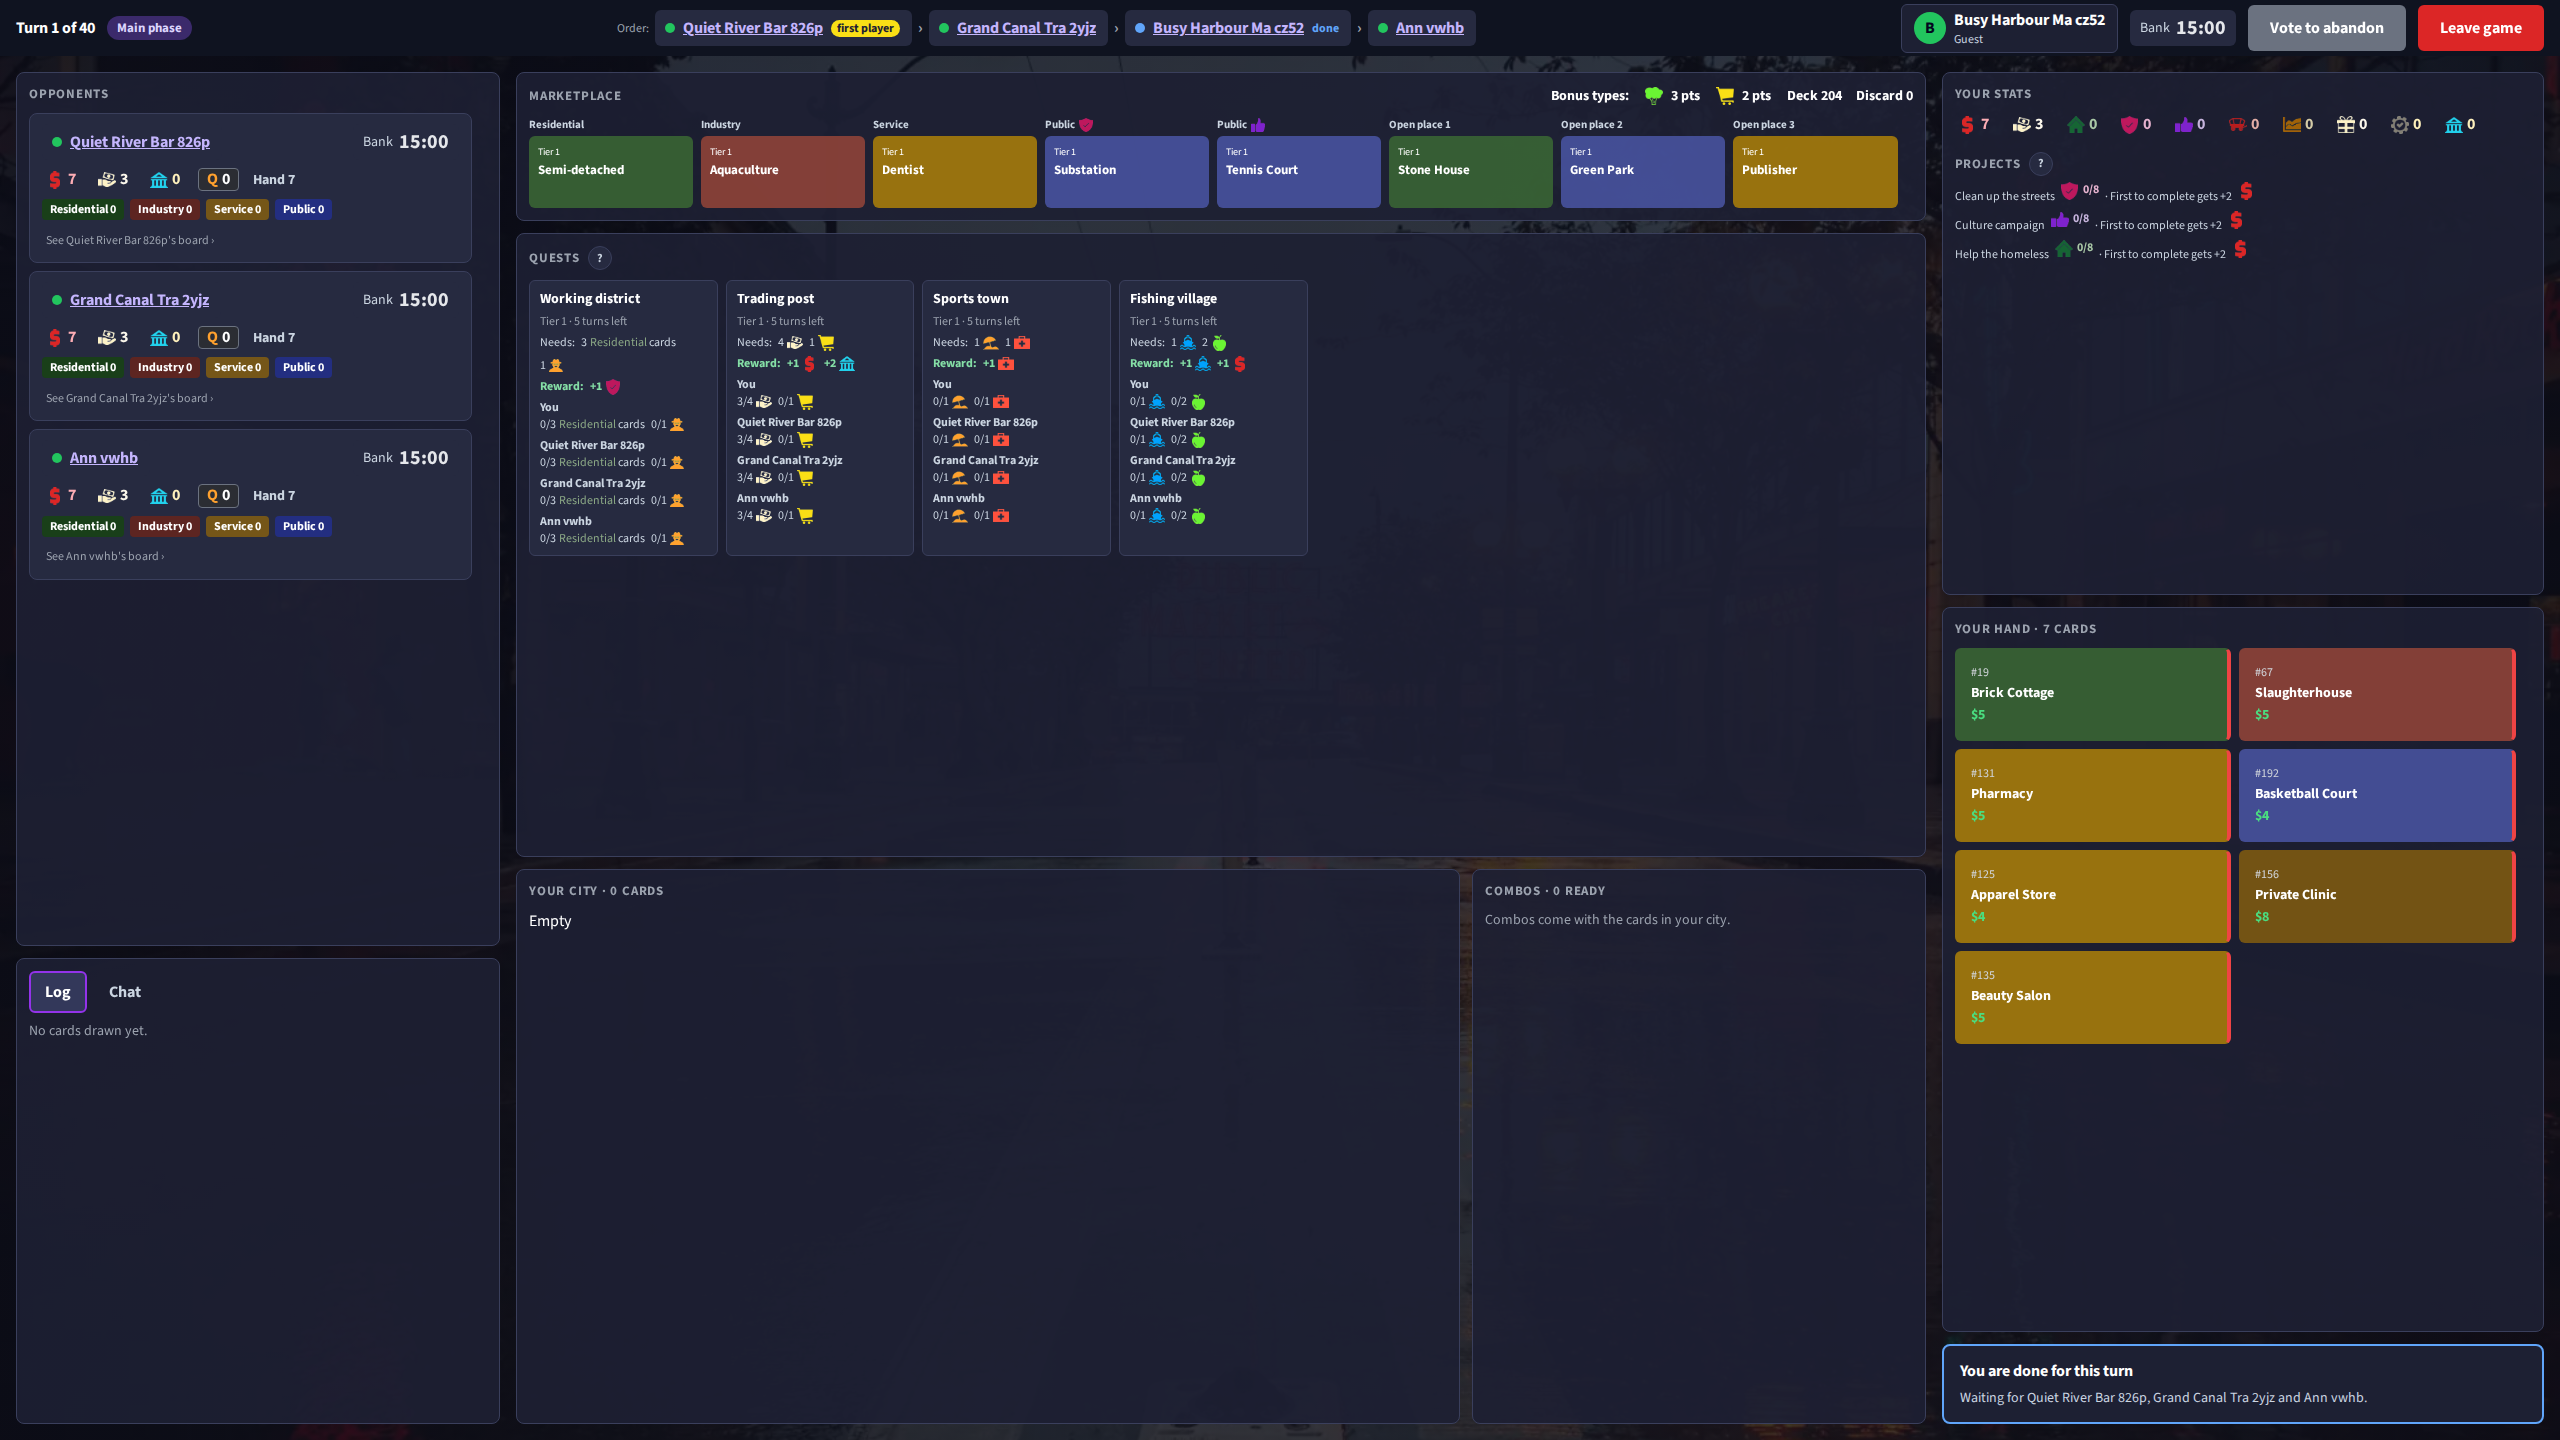 Turn 1 of 40 Main phase
Order: Quiet River Bar 826p first player › Grand Canal Tra 2yjz › Busy Harbour Ma cz52 done › Ann vwhb
B Busy Harbour Ma cz52
Guest
Bank 15:00
Vote to abandon
Leave game
OPPONENTS
Quiet River Bar 826p Bank 15:00
7 3 0 Q 0 Hand 7
Residential 0 Industry 0 Service 0 Public 0
See Quiet River Bar 826p's board ›
Grand Canal Tra 2yjz Bank 15:00
7 3 0 Q 0 Hand 7
Residential 0 Industry 0 Service 0 Public 0
See Grand Canal Tra 2yjz's board ›
Ann vwhb Bank 15:00
7 3 0 Q 0 Hand 7
Residential 0 Industry 0 Service 0 Public 0
See Ann vwhb's board ›
Log Chat
No cards drawn yet.
MARKETPLACE
Bonus types: 3 pts 2 pts Deck 204 Discard 0
Residential
Tier 1
Semi-detached
Industry
Tier 1
Aquaculture
Service
Tier 1
Dentist
Public
Tier 1
Substation
Public
Tier 1
Tennis Court
Open place 1
Tier 1
Stone House
Open place 2
Tier 1
Green Park
Open place 3
Tier 1
Publisher
QUESTS ?
Working district
Tier 1 · 5 turns left
Needs: 3 Residential cards
1
Reward: +1
You
0/3 Residential cards 0/1
Quiet River Bar 826p
0/3 Residential cards 0/1
Grand Canal Tra 2yjz
0/3 Residential cards 0/1
Ann vwhb
0/3 Residential cards 0/1
Trading post
Tier 1 · 5 turns left
Needs: 4 1
Reward: +1 $ +2
You
3/4 0/1
Quiet River Bar 826p
3/4 0/1
Grand Canal Tra 2yjz
3/4 0/1
Ann vwhb
3/4 0/1
Sports town
Tier 1 · 5 turns left
Needs: 1 1
Reward: +1
You
0/1 0/1
Quiet River Bar 826p
0/1 0/1
Grand Canal Tra 2yjz
0/1 0/1
Ann vwhb
0/1 0/1
Fishing village
Tier 1 · 5 turns left
Needs: 1 2
Reward: +1 +1 $
You
0/1 0/2
Quiet River Bar 826p
0/1 0/2
Grand Canal Tra 2yjz
0/1 0/2
Ann vwhb
0/1 0/2
YOUR CITY · 0 CARDS
Empty
COMBOS · 0 READY
Combos come with the cards in your city.
YOUR STATS
$ 7 3 0 0 0 0 0 0 0 0
PROJECTS ?
Clean up the streets 0/8 · First to complete gets +2 $
Culture campaign 0/8 · First to complete gets +2 $
Help the homeless 0/8 · First to complete gets +2 $
YOUR HAND · 7 CARDS
#19
Brick Cottage
$5
#67
Slaughterhouse
$5
#131
Pharmacy
$5
#192
Basketball Court
$4
#125
Apparel Store
$4
#156
Private Clinic
$8
#135
Beauty Salon
$5
You are done for this turn
Waiting for Quiet River Bar 826p, Grand Canal Tra 2yjz and Ann vwhb.